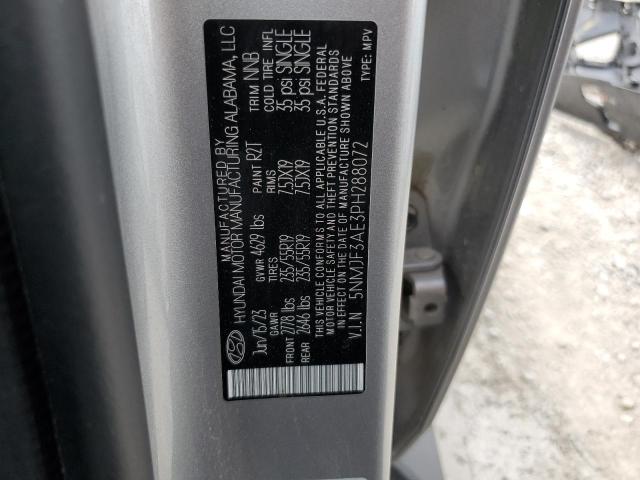 MANUFACTURED BY
HYUNDAI MOTOR MANUFACTURING ALABAMA, LLC
Jun/15/23 GVWR 4629 lbs PAINT R2T TRIM NNB
GAWR TIRES RIMS COLD TIRE INFL
FRONT 2778 lbs 235/55R19 7.5JX19 35 psi SINGLE
REAR 2646 lbs 235/55R19 7.5JX19 35 psi SINGLE
THIS VEHICLE CONFORMS TO ALL APPLICABLE U.S.A. FEDERAL
MOTOR VEHICLE SAFETY AND THEFT PREVENTION STANDARDS
IN EFFECT ON THE DATE OF MANUFACTURE SHOWN ABOVE
V.I.N 5NMJF3AE3PH288072 TYPE: MPV